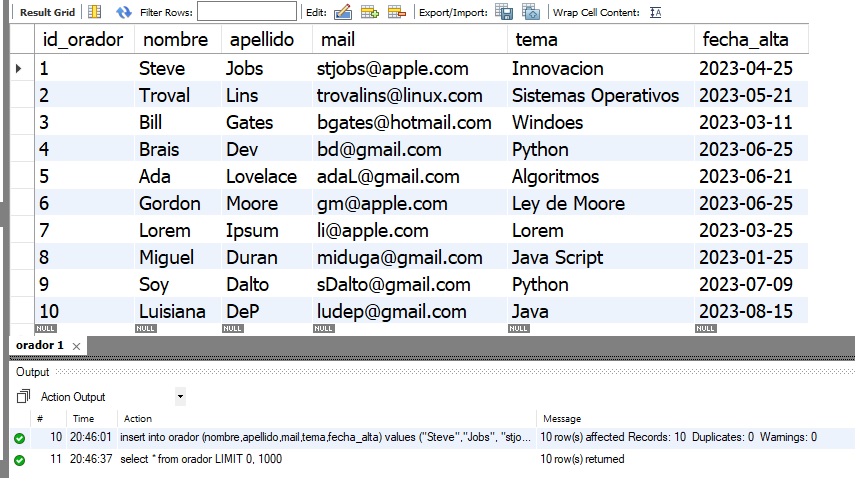 Result Grid Filter Rows: Edit: Export/Import: Wrap Cell Content:
id_orador nombre apellido mail tema fecha_alta
1 Steve Jobs stjobs@apple.com Innovacion 2023-04-25
2 Troval Lins trovalins@linux.com Sistemas Operativos 2023-05-21
3 Bill Gates bgates@hotmail.com Windoes 2023-03-11
4 Brais Dev bd@gmail.com Python 2023-06-25
5 Ada Lovelace adaL@gmail.com Algoritmos 2023-06-21
6 Gordon Moore gm@apple.com Ley de Moore 2023-06-25
7 Lorem Ipsum li@apple.com Lorem 2023-03-25
8 Miguel Duran miduga@gmail.com Java Script 2023-01-25
9 Soy Dalto sDalto@gmail.com Python 2023-07-09
10 Luisiana DeP ludep@gmail.com Java 2023-08-15
NULL NULL NULL NULL NULL NULL
orador 1
Output
Action Output
# Time Action Message
10 20:46:01 insert into orador (nombre,apellido,mail,tema,fecha_alta) values ("Steve","Jobs", "stjo... 10 row(s) affected Records: 10 Duplicates: 0 Warnings: 0
11 20:46:37 select * from orador LIMIT 0, 1000 10 row(s) returned